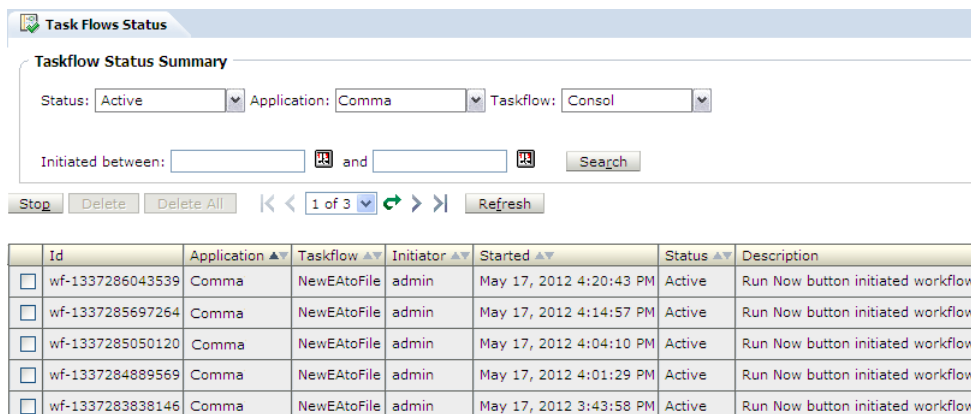 Task Flows Status
Taskflow Status Summary
Status: Active Application: Comma Taskflow: Consol
Initiated between: and Search
Stop Delete Delete All 1 of 3 Refresh
Id Application Taskflow Initiator Started Status Description
wf-1337286043539 Comma NewEAtoFile admin May 17, 2012 4:20:43 PM Active Run Now button initiated workflow
wf-1337285697264 Comma NewEAtoFile admin May 17, 2012 4:14:57 PM Active Run Now button initiated workflow
wf-1337285050120 Comma NewEAtoFile admin May 17, 2012 4:04:10 PM Active Run Now button initiated workflow
wf-1337284889569 Comma NewEAtoFile admin May 17, 2012 4:01:29 PM Active Run Now button initiated workflow
wf-1337283838146 Comma NewEAtoFile admin May 17, 2012 3:43:58 PM Active Run Now button initiated workflow